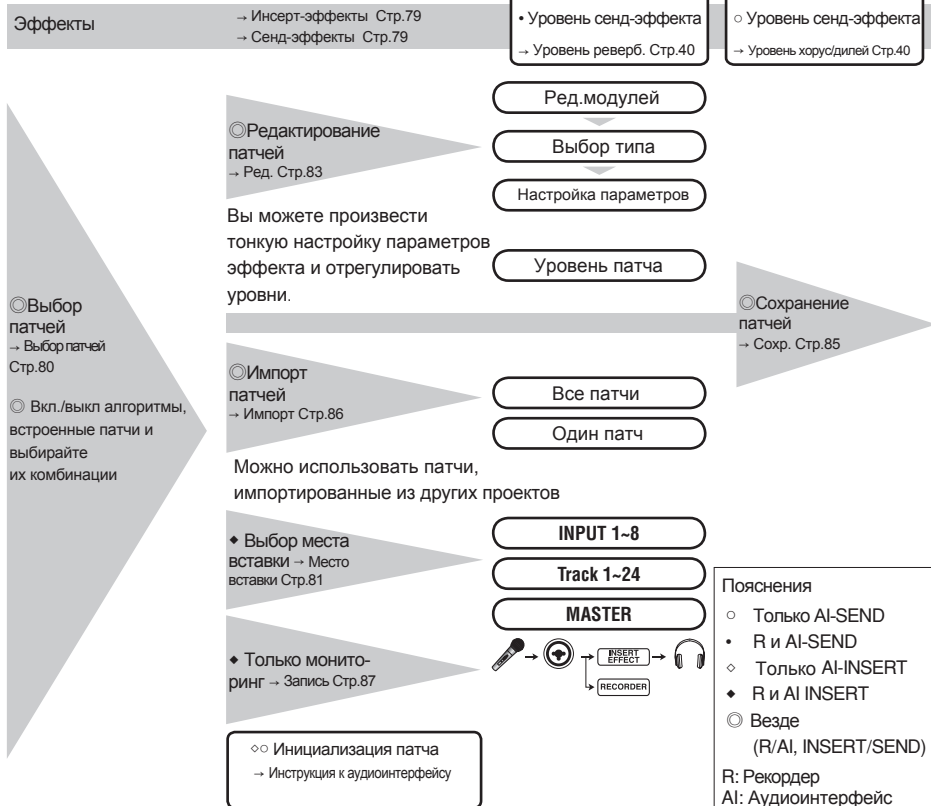 Эффекты
→ Инсерт-эффекты Стр.79
→ Сенд-эффекты Стр.79
• Уровень сенд-эффекта
→ Уровень реверб. Стр.40
○ Уровень сенд-эффекта
→ Уровень хорус/дилей Стр.40
◎Выбор
патчей
→ Выбор патчей
Стр.80
◎ Вкл./выкл алгоритмы,
встроенные патчи и
выбирайте
их комбинации
◎Редактирование
патчей
→ Ред. Стр.83
Ред.модулей
Выбор типа
Настройка параметров
Вы можете произвести
тонкую настройку параметров
эффекта и отрегулировать
уровни.
Уровень патча
◎Сохранение
патчей
→ Сохр. Стр.85
◎Импорт
патчей
→ Импорт Стр.86
Все патчи
Один патч
Можно использовать патчи,
импортированные из других проектов
◆ Выбор места
вставки → Место
вставки Стр.81
INPUT 1~8
Track 1~24
MASTER
◆ Только монито-
ринг → Запись Стр.87
→ → INSERT EFFECT →
RECORDER
◇○ Инициализация патча
→ Инструкция к аудиоинтерфейсу
Пояснения
○ Только AI-SEND
• R и AI-SEND
◇ Только AI-INSERT
◆ R и AI INSERT
◎ Везде
(R/AI, INSERT/SEND)
R: Рекордер
AI: Аудиоинтерфейс